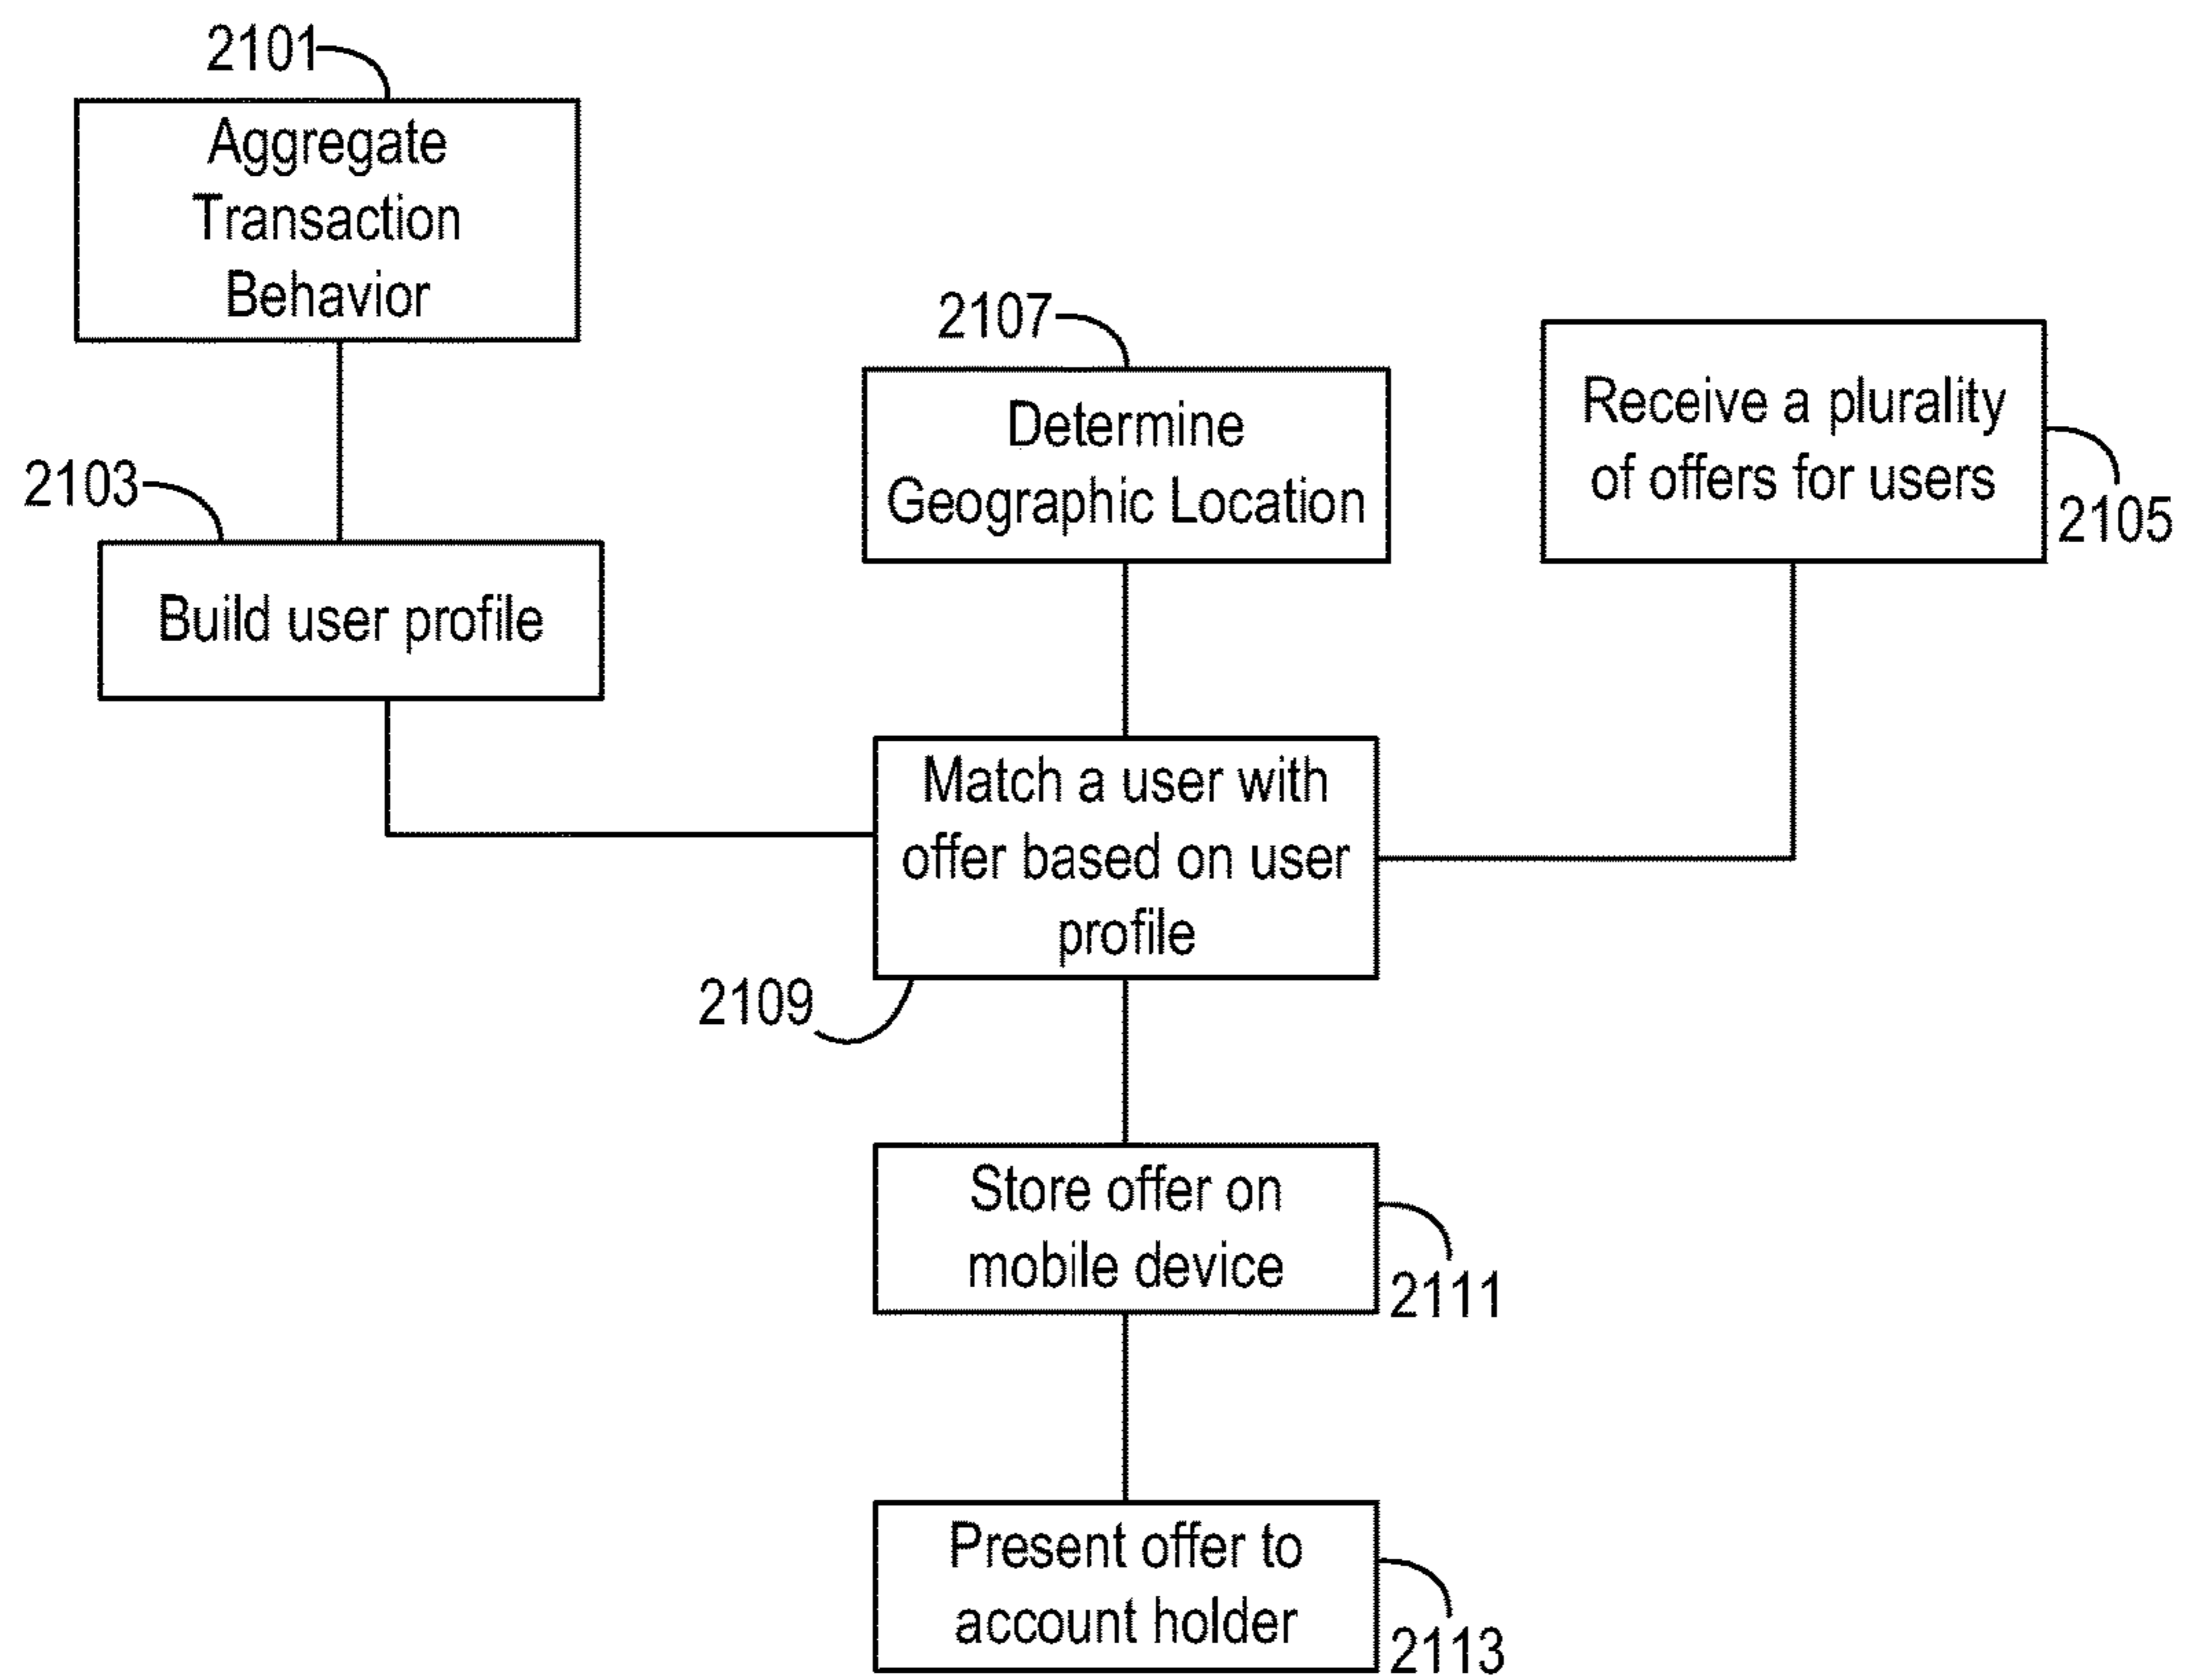 2101
Aggregate
Transaction
Behavior
2103
Build user profile
2107
Determine
Geographic Location
Receive a plurality
of offers for users
2105
Match a user with
offer based on user
profile
2109
Store offer on
mobile device
2111
Present offer to
account holder
2113